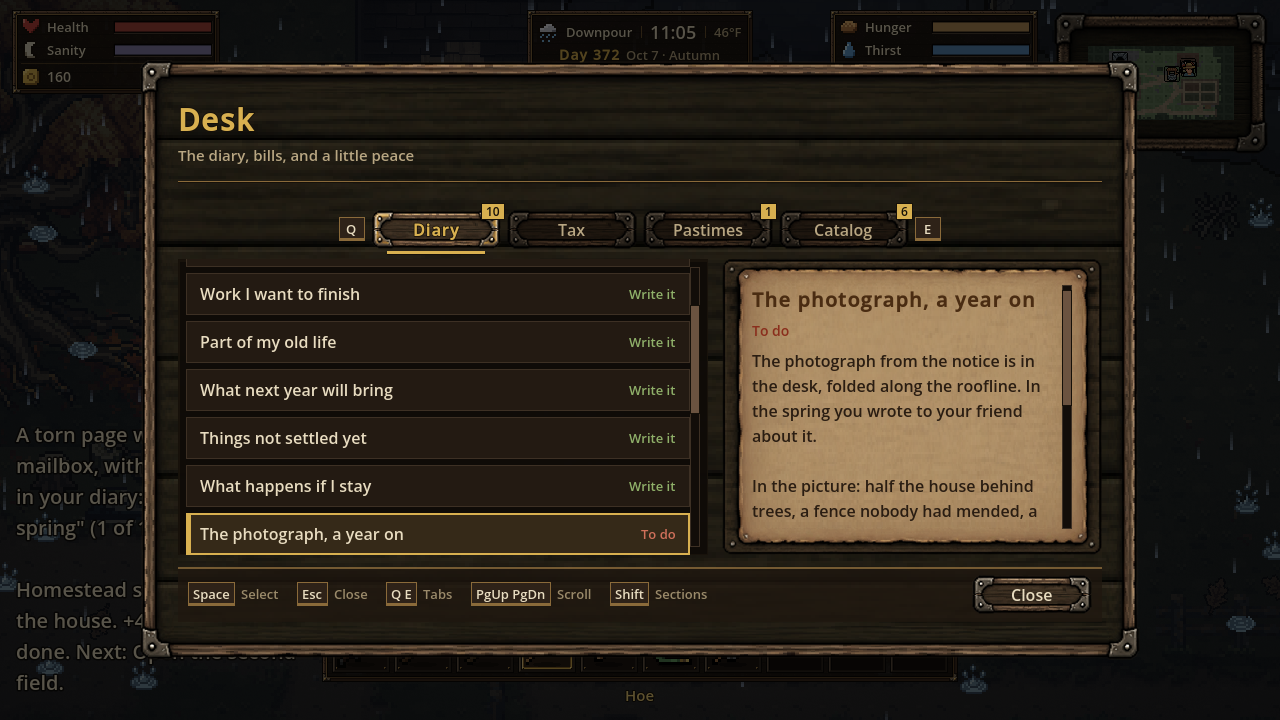 Health
Sanity
160
Downpour
11:05
46°F
Day 372 Oct 7 · Autumn
Hunger
Thirst
Desk
The diary, bills, and a little peace
Q
Diary
10
Tax
Pastimes
1
Catalog
6
E
Work I want to finish
Write it
Part of my old life
Write it
What next year will bring
Write it
Things not settled yet
Write it
What happens if I stay
Write it
The photograph, a year on
To do
The photograph, a year on
To do
The photograph from the notice is in
the desk, folded along the roofline. In
the spring you wrote to your friend
about it.
In the picture: half the house behind
trees, a fence nobody had mended, a
Space Select
Esc Close
Q E Tabs
PgUp PgDn Scroll
Shift Sections
Close
A torn page
mailbox, with
in your diary:
spring" (1 of
Homestead
the house.
done. Next: the second
field.
Hoe